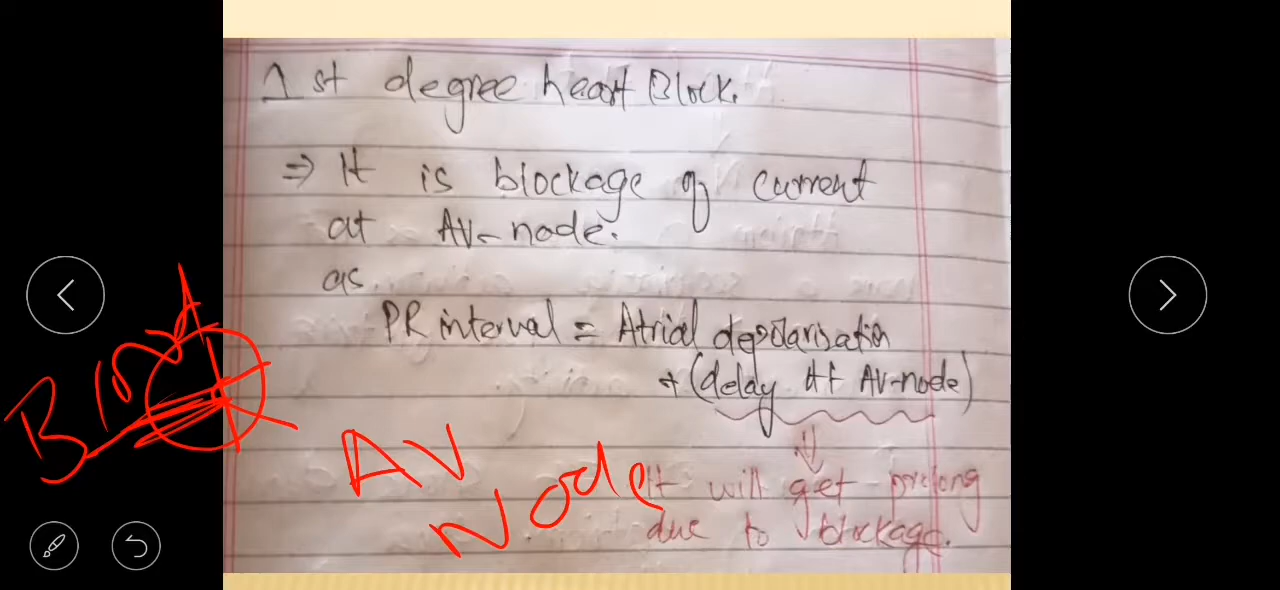 1st degree heart Block.
⇒ It is blockage of current
at AV-node.
as
PR interval = Atrial depolarisation
+ (delay at AV-node)
⇓
It will get prolong
due to blockage.
AV
Node